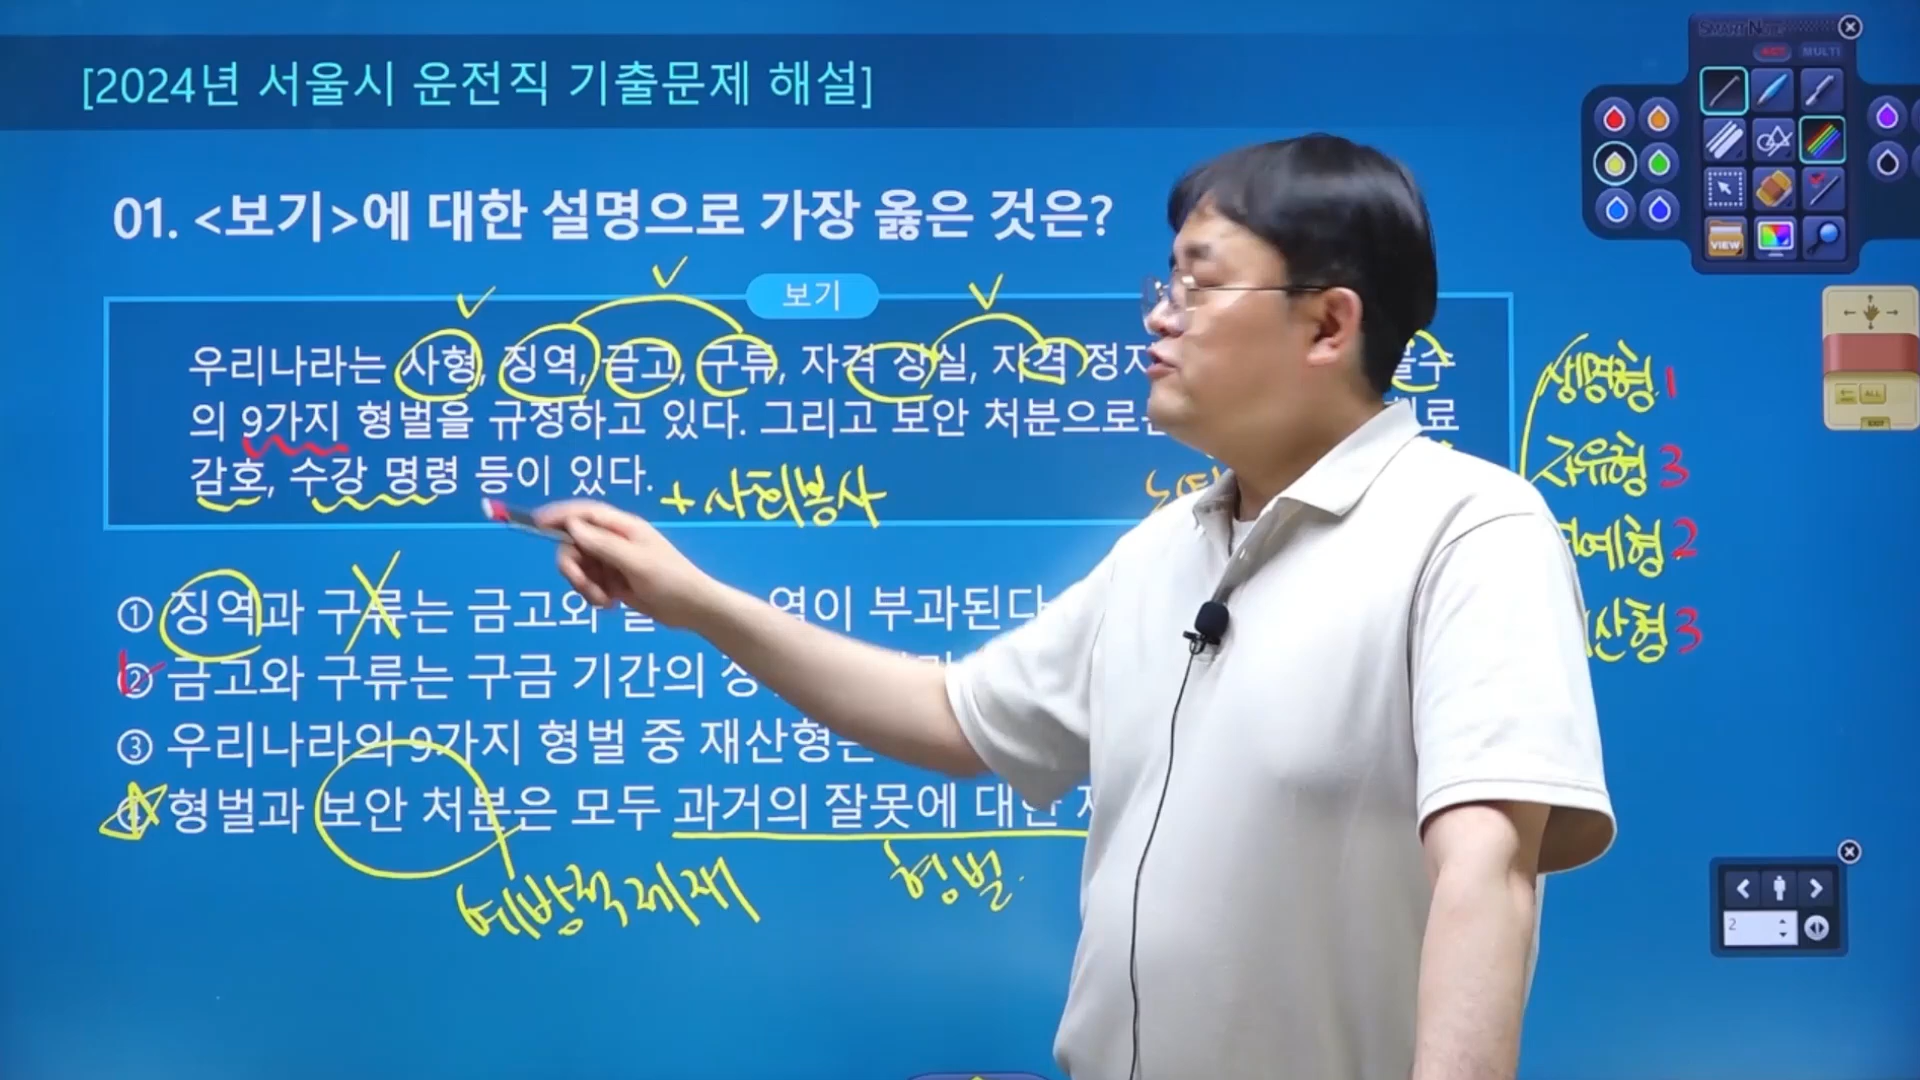 [2024년 서울시 운전직 기출문제 해설]
01. <보기>에 대한 설명으로 가장 옳은 것은?
보기
우리나라는 사형, 징역, 금고, 구류, 자격 상실, 자격 정지
의 9가지 형벌을 규정하고 있다. 그리고 보안 처분으로는
감호, 수강 명령 등이 있다.
+ 사회봉사
생명형 1
자유형 3
예형 2
산형 3
① 징역과 구류는 금고와 역이 부과된다
② 금고와 구류는 구금 기간의
③ 우리나라의 9가지 형벌 중 재산형은
④ 형벌과 보안 처분은 모두 과거의 잘못에 대한
예방적 제재
형벌.
SMART NOTE
MULTI
VIEW
ALL
EXIT
2